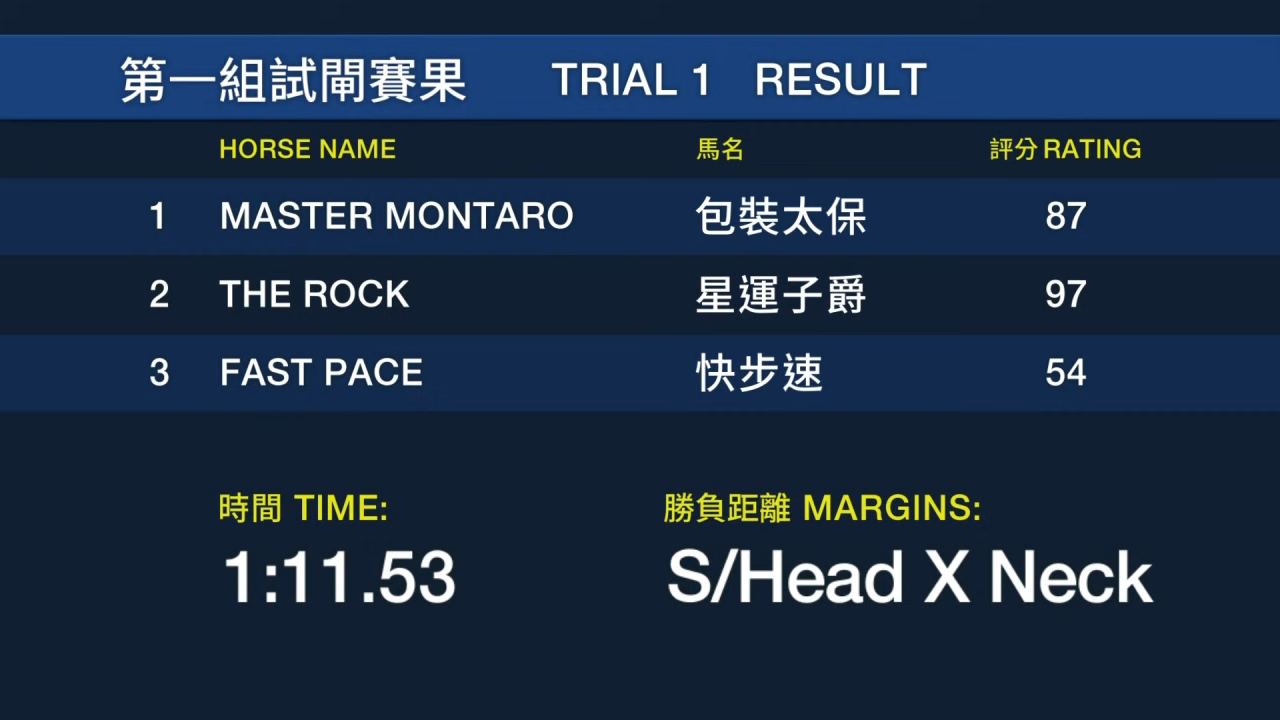 第一組試閘賽果 TRIAL 1 RESULT
HORSE NAME 馬名 評分 RATING
1 MASTER MONTARO 包裝太保 87
2 THE ROCK 星運子爵 97
3 FAST PACE 快步速 54
時間 TIME: 勝負距離 MARGINS:
1:11.53 S/Head X Neck